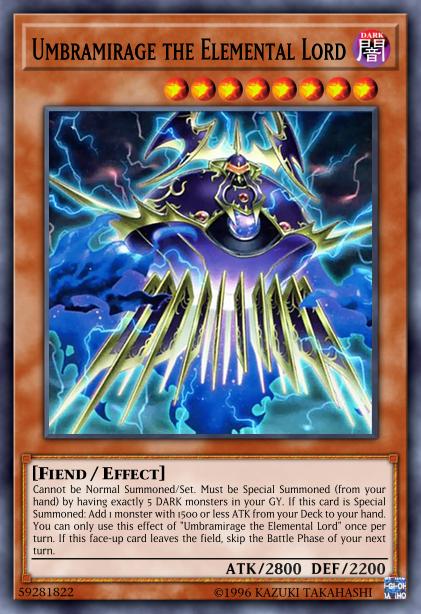 UMBRAMIRAGE THE ELEMENTAL LORD
DARK
闇
[FIEND / EFFECT]
Cannot be Normal Summoned/Set. Must be Special Summoned (from your
hand) by having exactly 5 DARK monsters in your GY. If this card is Special
Summoned: Add 1 monster with 1500 or less ATK from your Deck to your hand.
You can only use this effect of "Umbramirage the Elemental Lord" once per
turn. If this face-up card leaves the field, skip the Battle Phase of your next
turn.
ATK/2800 DEF/2200
59281822
©1996 KAZUKI TAKAHASHI